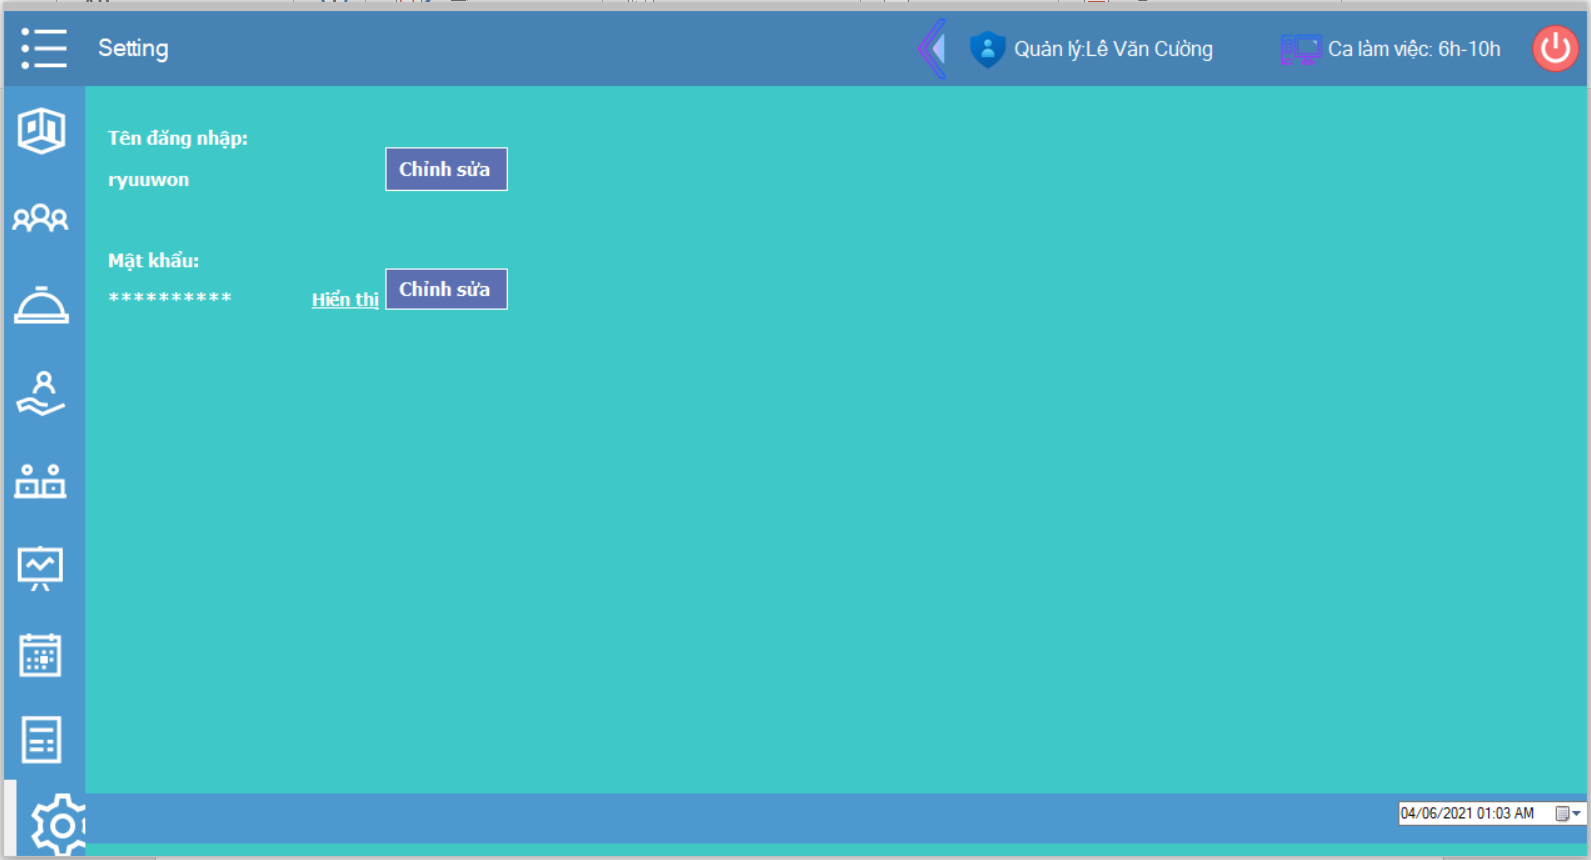 Setting
Quản lý:Lê Văn Cường
Ca làm việc: 6h-10h
Tên đăng nhập:
ryuuwon
Chỉnh sửa
Mật khẩu:
**********
Hiển thị
Chỉnh sửa
04/06/2021 01:03 AM